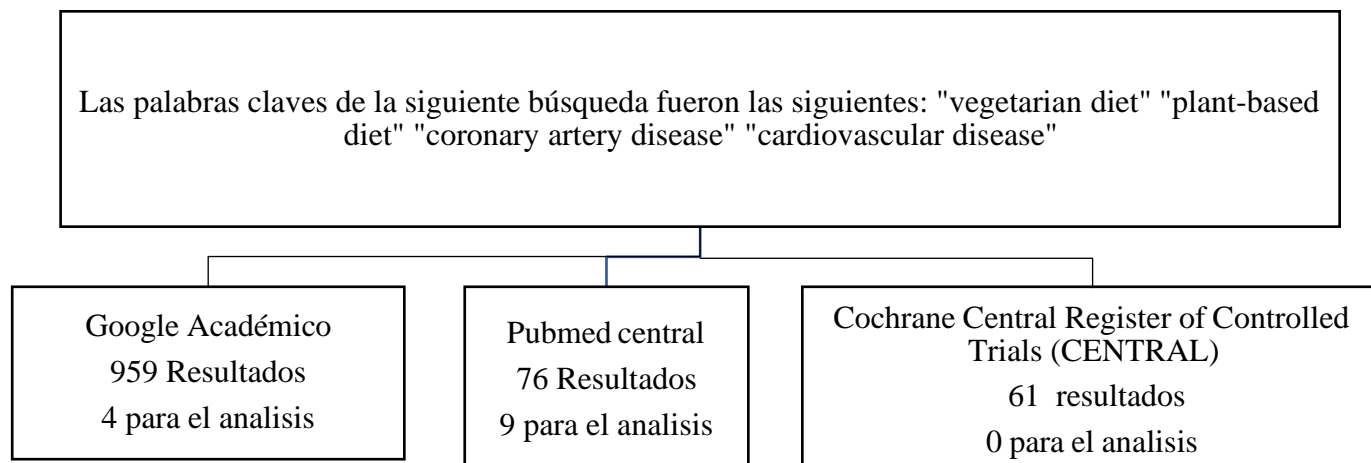 Las palabras claves de la siguiente búsqueda fueron las siguientes: "vegetarian diet" "plant-based
diet" "coronary artery disease" "cardiovascular disease"
Google Académico
959 Resultados
4 para el analisis
Pubmed central
76 Resultados
9 para el analisis
Cochrane Central Register of Controlled
Trials (CENTRAL)
61 resultados
0 para el analisis